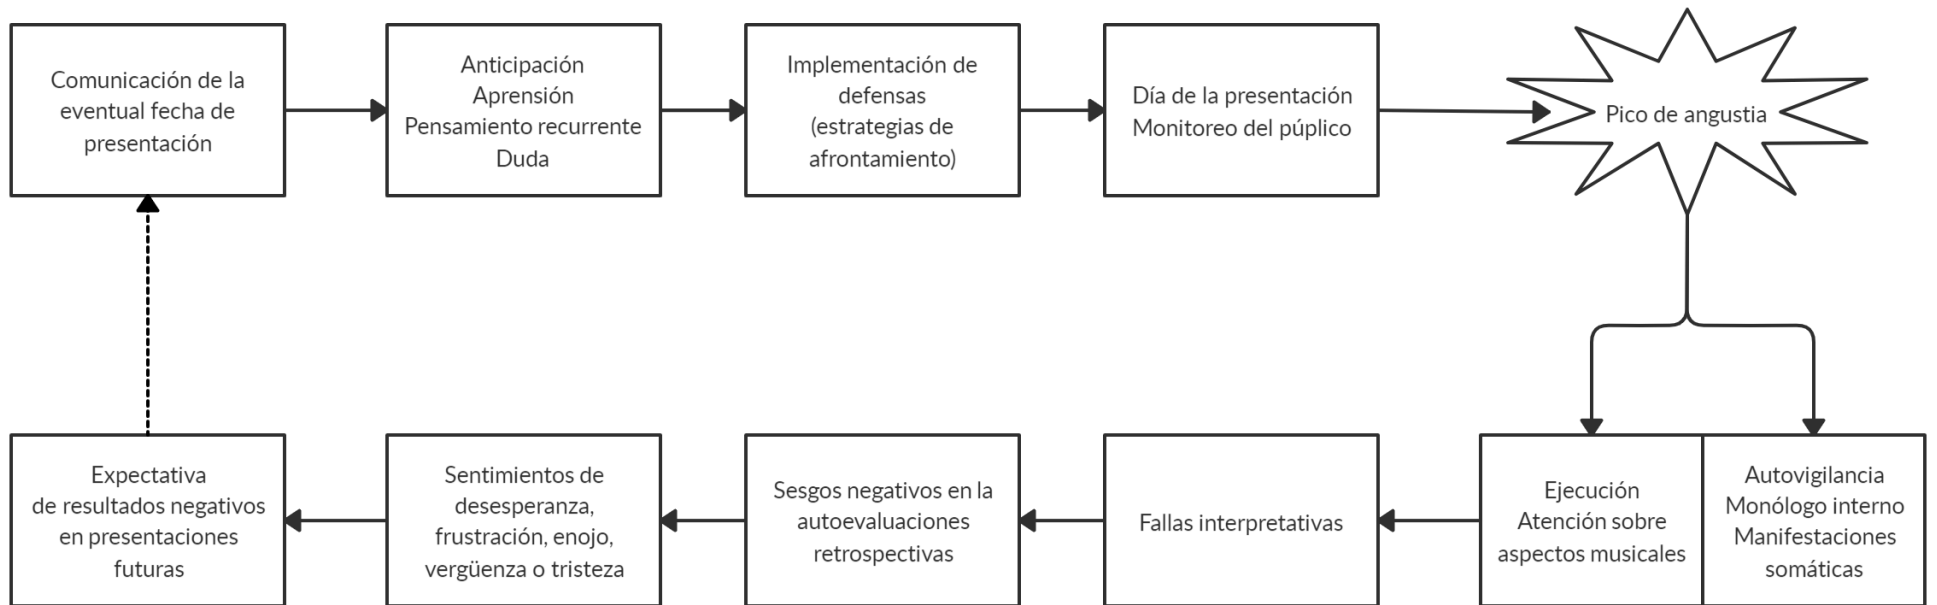 Comunicación de la
eventual fecha de
presentación
Anticipación
Aprensión
Pensamiento recurrente
Duda
Implementación de
defensas
(estrategias de
afrontamiento)
Día de la presentación
Monitoreo del púplico
Pico de angustia
Expectativa
de resultados negativos
en presentaciones
futuras
Sentimientos de
desesperanza,
frustración, enojo,
vergüenza o tristeza
Sesgos negativos en la
autoevaluaciones
retrospectivas
Fallas interpretativas
Ejecución
Atención sobre
aspectos musicales
Autovigilancia
Monólogo interno
Manifestaciones
somáticas